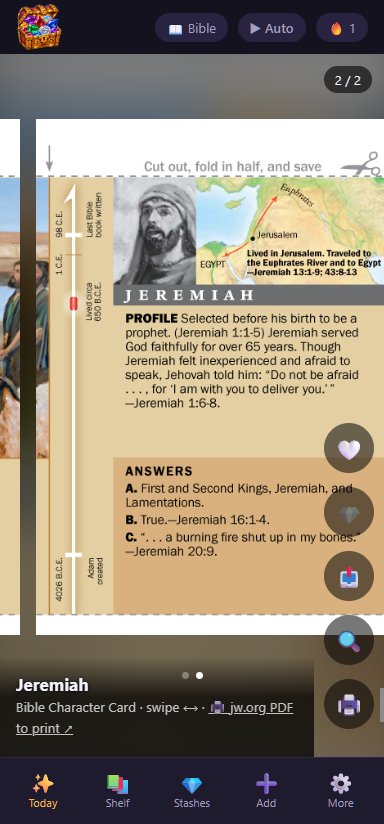 Bible
Auto
1
2 / 2
Cut out, fold in half, and save
98 C.E.
Last Bible
book written
1 C.E.
Lived circa
650 B.C.E.
4026 B.C.E.
Adam
created
Euphrates
Jerusalem
EGYPT
Lived in Jerusalem. Traveled to
the Euphrates River and to Egypt
—Jeremiah 13:1-9; 43:8-13
JEREMIAH
PROFILE Selected before his birth to be a
prophet. (Jeremiah 1:1-5) Jeremiah served
God faithfully for over 65 years. Though
Jeremiah felt inexperienced and afraid to
speak, Jehovah told him: “Do not be afraid
. . . , for ‘I am with you to deliver you.’ ”
—Jeremiah 1:6-8.
ANSWERS
A. First and Second Kings, Jeremiah, and
Lamentations.
B. True.—Jeremiah 16:1-4.
C. “. . . a burning fire shut up in my bones.”
—Jeremiah 20:9.
Jeremiah
Bible Character Card · swipe ↔ · jw.org PDF
to print ↗
Today
Shelf
Stashes
Add
More